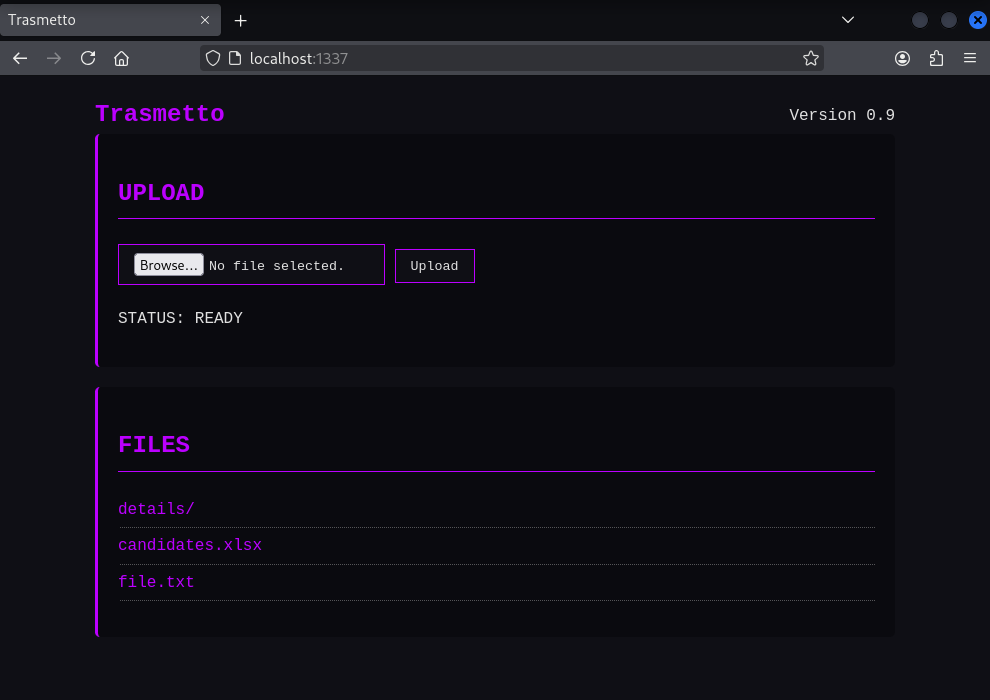 Trasmetto
localhost:1337
Trasmetto
Version 0.9
UPLOAD
Browse... No file selected. Upload
STATUS: READY
FILES
details/
candidates.xlsx
file.txt